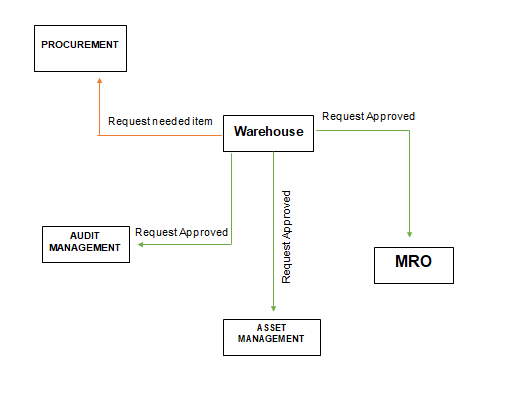 PROCUREMENT
Request needed item
Warehouse
Request Approved
AUDIT
MANAGEMENT
Request Approved
Request Approved
MRO
ASSET
MANAGEMENT